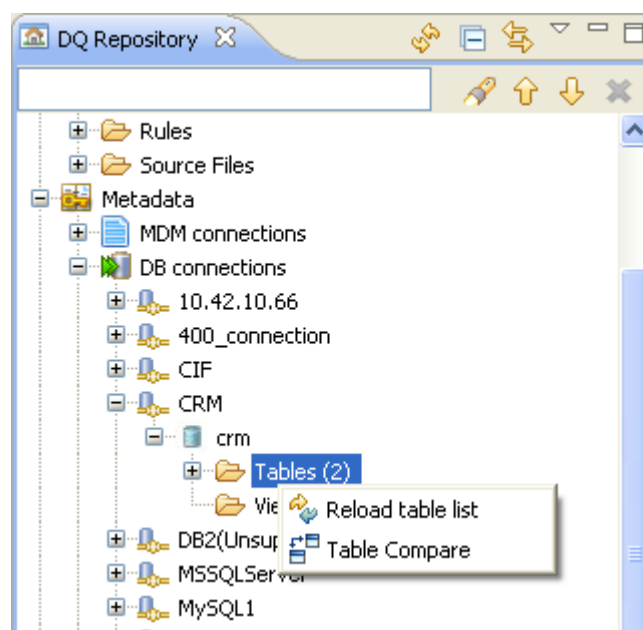 DQ Repository
Rules
Source Files
Metadata
MDM connections
DB connections
10.42.10.66
400_connection
CIF
CRM
crm
Tables (2)
Reload table list
Table Compare
MSSQLServer
MySQL1